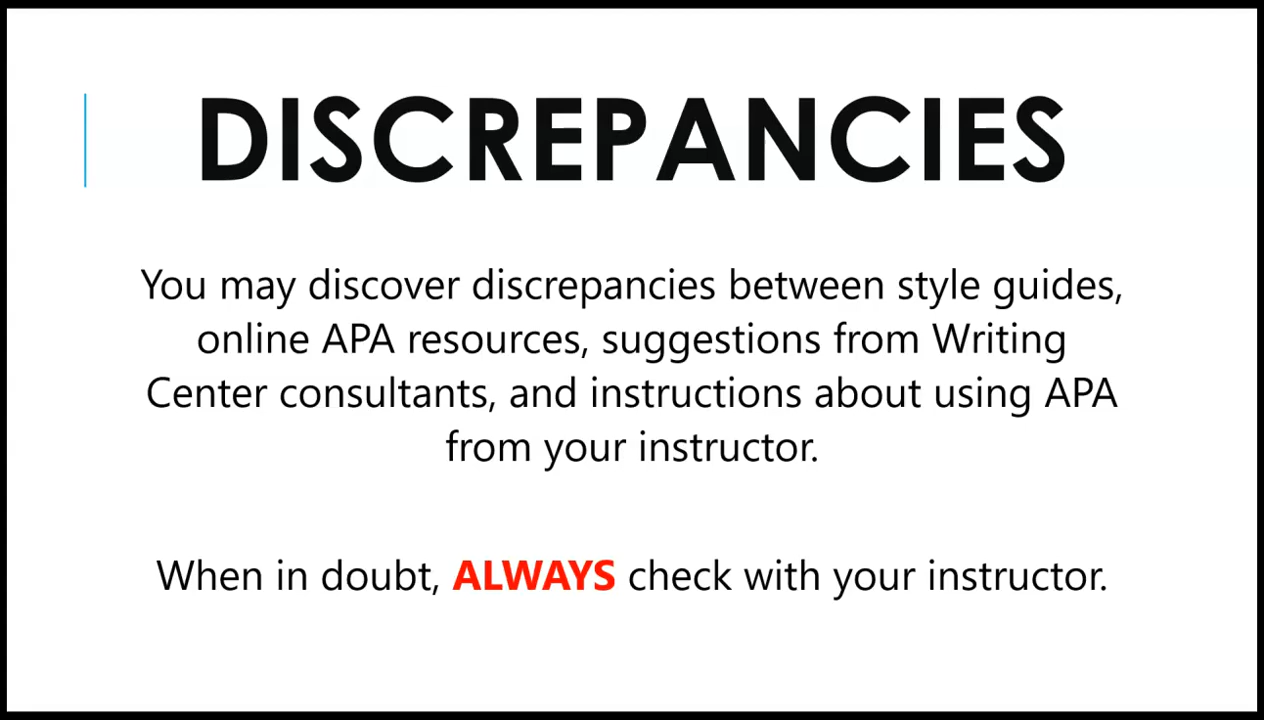 DISCREPANCIES
You may discover discrepancies between style guides,
online APA resources, suggestions from Writing
Center consultants, and instructions about using APA
from your instructor.
When in doubt, ALWAYS check with your instructor.